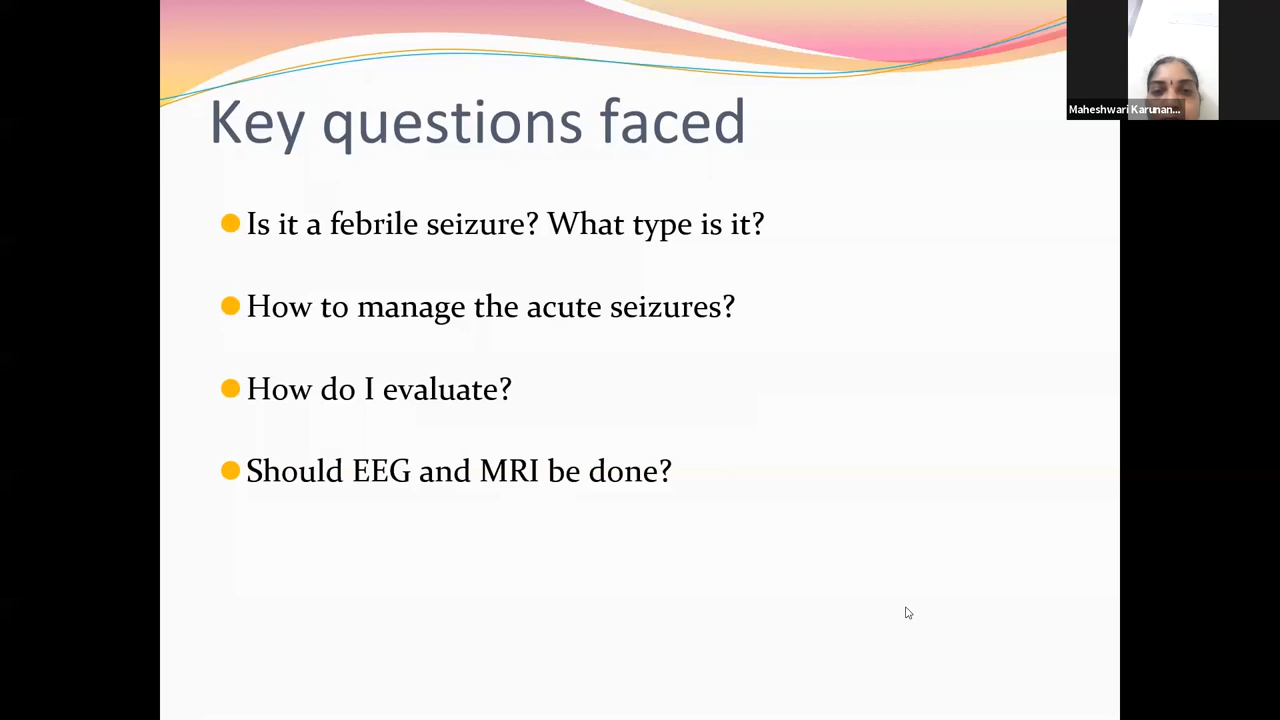 Maheshwari Karunan...
Key questions faced
Is it a febrile seizure? What type is it?
How to manage the acute seizures?
How do I evaluate?
Should EEG and MRI be done?